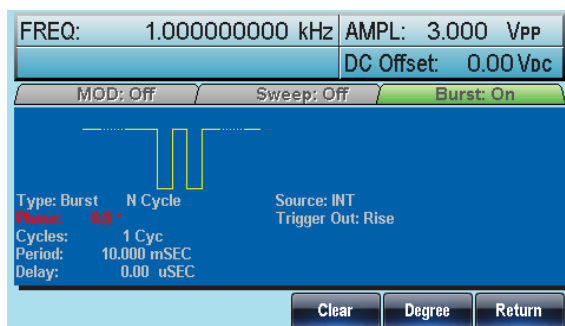 FREQ: 1.000000000 kHz AMPL: 3.000 VPP
DC Offset: 0.00 VDC
MOD: Off Sweep: Off Burst: On
Type: Burst N Cycle Source: INT
Phase: 0.0 ° Trigger Out: Rise
Cycles: 1 Cyc
Period: 10.000 mSEC
Delay: 0.00 uSEC
Clear Degree Return